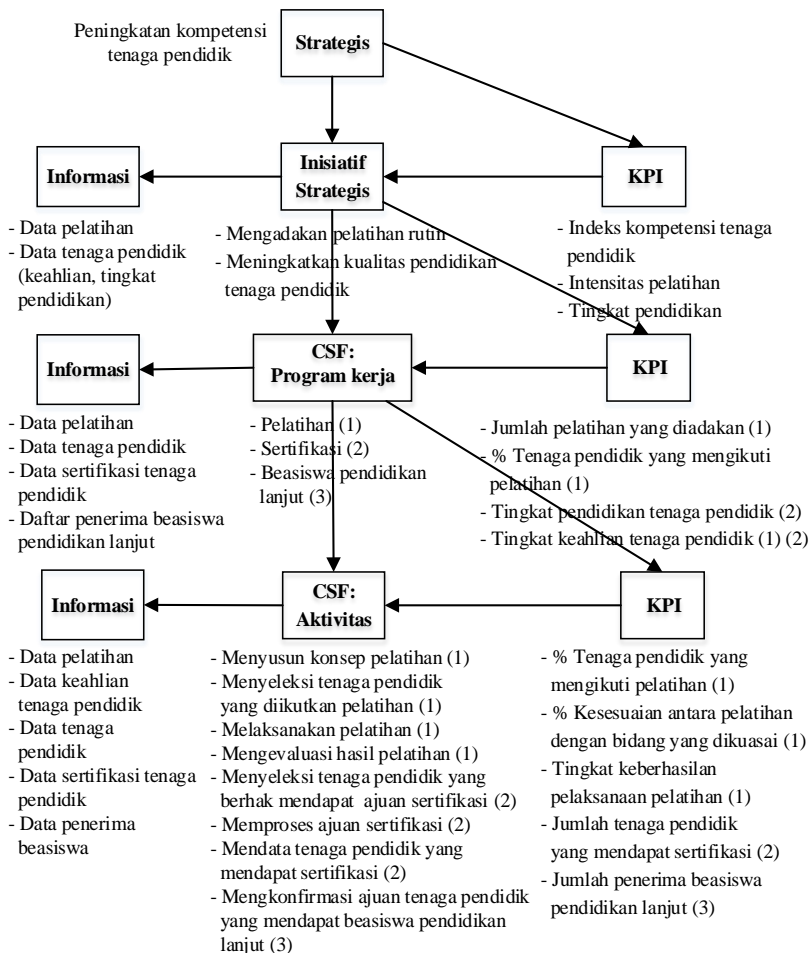 Peningkatan kompetensi
tenaga pendidik
Strategis
Informasi
Inisiatif
Strategis
KPI
- Data pelatihan
- Data tenaga pendidik
(keahlian, tingkat
pendidikan)
- Mengadakan pelatihan rutin
- Meningkatkan kualitas pendidikan
tenaga pendidik
- Indeks kompetensi tenaga
pendidik
- Intensitas pelatihan
- Tingkat pendidikan
Informasi
CSF:
Program kerja
KPI
- Data pelatihan
- Data tenaga pendidik
- Data sertifikasi tenaga
pendidik
- Daftar penerima beasiswa
pendidikan lanjut
- Pelatihan (1)
- Sertifikasi (2)
- Beasiswa pendidikan
lanjut (3)
- Jumlah pelatihan yang diadakan (1)
- % Tenaga pendidik yang mengikuti
pelatihan (1)
- Tingkat pendidikan tenaga pendidik (2)
- Tingkat keahlian tenaga pendidik (1) (2)
Informasi
CSF:
Aktivitas
KPI
- Data pelatihan
- Data keahlian
tenaga pendidik
- Data tenaga
pendidik
- Data sertifikasi tenaga
pendidik
- Data penerima
beasiswa
- Menyusun konsep pelatihan (1)
- Menyeleksi tenaga pendidik
yang diikutkan pelatihan (1)
- Melaksanakan pelatihan (1)
- Mengevaluasi hasil pelatihan (1)
- Menyeleksi tenaga pendidik yang
berhak mendapat ajuan sertifikasi (2)
- Memproses ajuan sertifikasi (2)
- Mendata tenaga pendidik yang
mendapat sertifikasi (2)
- Mengkonfirmasi ajuan tenaga pendidik
yang mendapat beasiswa pendidikan
lanjut (3)
- % Tenaga pendidik yang
mengikuti pelatihan (1)
- % Kesesuaian antara pelatihan
dengan bidang yang dikuasai (1)
- Tingkat keberhasilan
pelaksanaan pelatihan (1)
- Jumlah tenaga pendidik
yang mendapat sertifikasi (2)
- Jumlah penerima beasiswa
pendidikan lanjut (3)